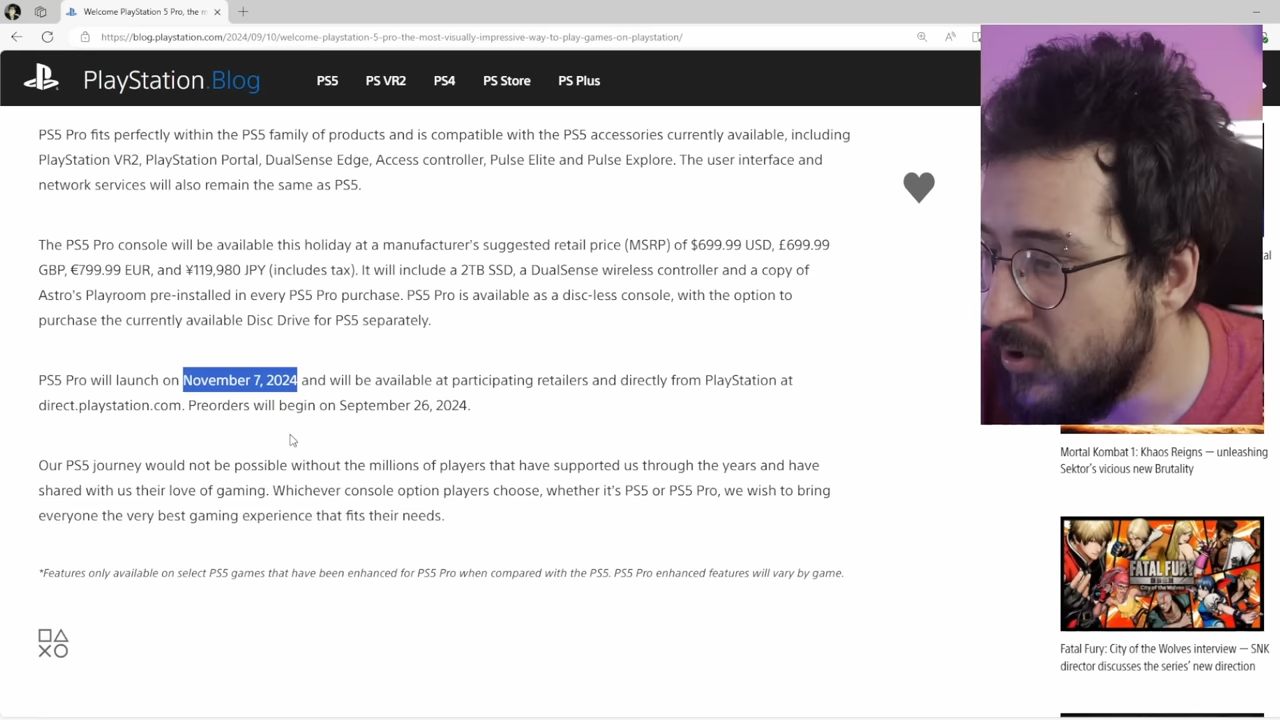 Welcome PlayStation 5 Pro, the m
https://blog.playstation.com/2024/09/10/welcome-playstation-5-pro-the-most-visually-impressive-way-to-play-games-on-playstation/
PlayStation.Blog
PS5
PS VR2
PS4
PS Store
PS Plus
PS5 Pro fits perfectly within the PS5 family of products and is compatible with the PS5 accessories currently available, including
PlayStation VR2, PlayStation Portal, DualSense Edge, Access controller, Pulse Elite and Pulse Explore. The user interface and
network services will also remain the same as PS5.
The PS5 Pro console will be available this holiday at a manufacturer's suggested retail price (MSRP) of $699.99 USD, £699.99
GBP, €799.99 EUR, and ¥119,980 JPY (includes tax). It will include a 2TB SSD, a DualSense wireless controller and a copy of
Astro's Playroom pre-installed in every PS5 Pro purchase. PS5 Pro is available as a disc-less console, with the option to
purchase the currently available Disc Drive for PS5 separately.
PS5 Pro will launch on November 7, 2024 and will be available at participating retailers and directly from PlayStation at
direct.playstation.com. Preorders will begin on September 26, 2024.
Our PS5 journey would not be possible without the millions of players that have supported us through the years and have
shared with us their love of gaming. Whichever console option players choose, whether it's PS5 or PS5 Pro, we wish to bring
everyone the very best gaming experience that fits their needs.
*Features only available on select PS5 games that have been enhanced for PS5 Pro when compared with the PS5. PS5 Pro enhanced features will vary by game.
al
Mortal Kombat 1: Khaos Reigns — unleashing
Sektor's vicious new Brutality
FATAL FURY
City of the Wolves
Fatal Fury: City of the Wolves interview — SNK
director discusses the series' new direction